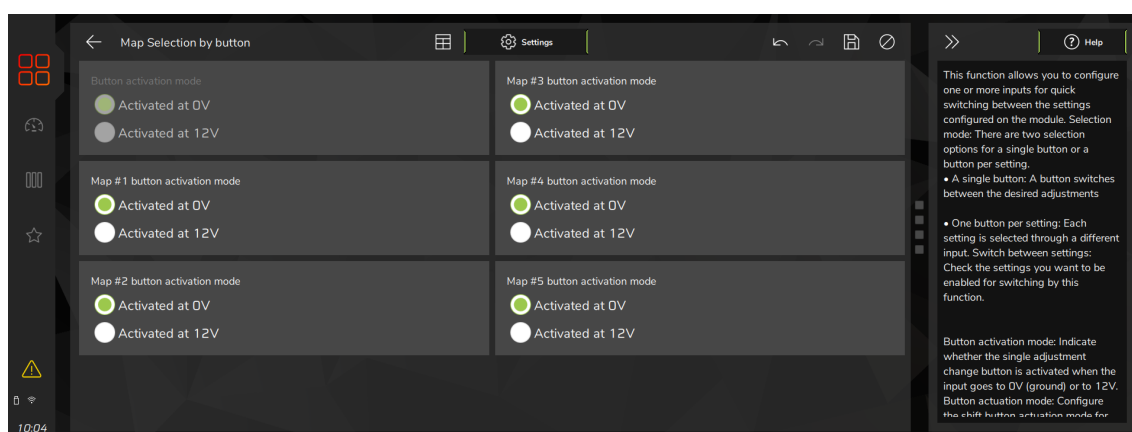 Map Selection by button
Settings
Help
Button activation mode
Activated at 0V
Activated at 12V
Map #1 button activation mode
Activated at 0V
Activated at 12V
Map #2 button activation mode
Activated at 0V
Activated at 12V
Map #3 button activation mode
Activated at 0V
Activated at 12V
Map #4 button activation mode
Activated at 0V
Activated at 12V
Map #5 button activation mode
Activated at 0V
Activated at 12V
This function allows you to configure
one or more inputs for quick
switching between the settings
configured on the module. Selection
mode: There are two selection
options for a single button or a
button per setting.
• A single button: A button switches
between the desired adjustments
• One button per setting: Each
setting is selected through a different
input. Switch between settings:
Check the settings you want to be
enabled for switching by this
function.
Button activation mode: Indicate
whether the single adjustment
change button is activated when the
input goes to 0V (ground) or to 12V.
Button actuation mode: Configure
the shift button actuation mode for
10:04